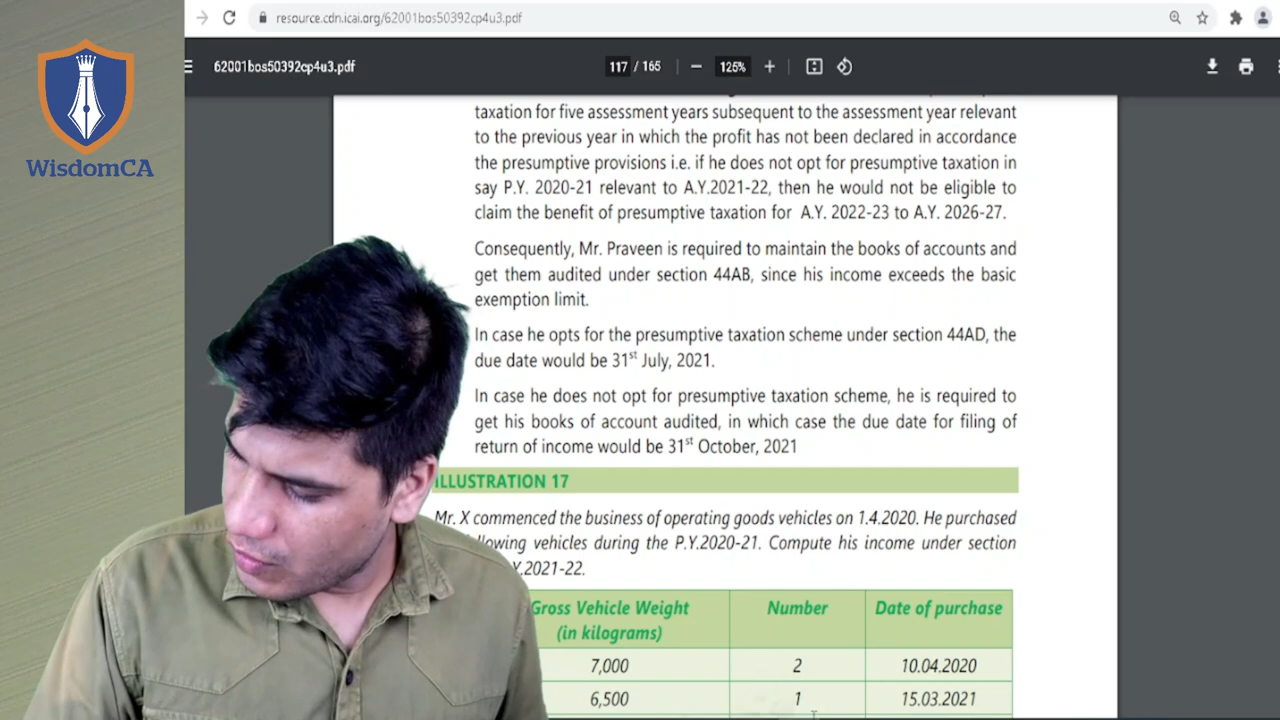 resource.cdn.icai.org/62001bos50392cp4u3.pdf
62001bos50392cp4u3.pdf
117 / 165
125%
WisdomCA
taxation for five assessment years subsequent to the assessment year relevant
to the previous year in which the profit has not been declared in accordance
the presumptive provisions i.e. if he does not opt for presumptive taxation in
say P.Y. 2020-21 relevant to A.Y.2021-22, then he would not be eligible to
claim the benefit of presumptive taxation for A.Y. 2022-23 to A.Y. 2026-27.
Consequently, Mr. Praveen is required to maintain the books of accounts and
get them audited under section 44AB, since his income exceeds the basic
exemption limit.
In case he opts for the presumptive taxation scheme under section 44AD, the
due date would be 31st July, 2021.
In case he does not opt for presumptive taxation scheme, he is required to
get his books of account audited, in which case the due date for filing of
return of income would be 31st October, 2021
ILLUSTRATION 17
Mr. X commenced the business of operating goods vehicles on 1.4.2020. He purchased
vehicles during the P.Y.2020-21. Compute his income under section
2021-22.
Gross Vehicle Weight
(in kilograms)
Number
Date of purchase
7,000 2 10.04.2020
6,500 1 15.03.2021